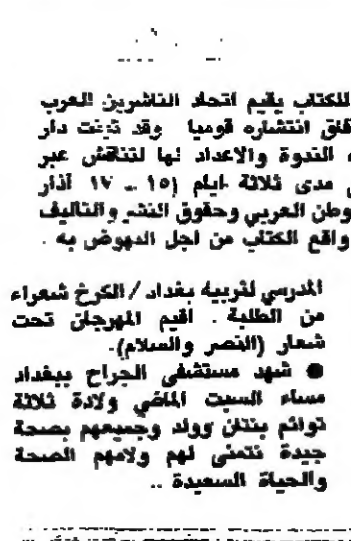 للكتاب يقيم اتحاد الناشرين العرب
انتشاره قوميا وقد تبنت دار
الندوة والاعداد لها لتناقش عبر
مدى ثلاثة ايام (١٥ ـ ١٧ آذار
وطن العربي وحقوق النشر والتاليف
واقع الكتاب من اجل النهوض به .
المدرسي لتربية بغداد / الكرخ شعراء
من الطلبة . اقيم المهرجان تحت
شعار (النصر والسلام).
● شهد مستشفى الجراح ببغداد
مساء السبت الماضي ولادة ثلاثة
توائم بنتان وولد وجميعهم بصحة
جيدة نتمنى لهم ولامهم الصحة
والحياة السعيدة ..